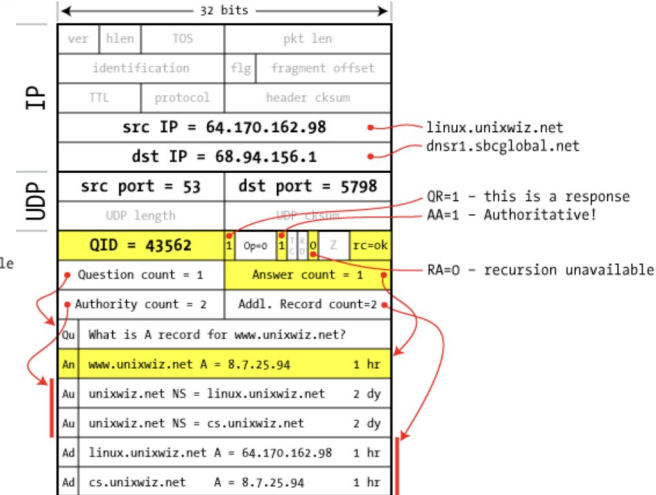 32 bits
ver hlen TOS pkt len
identification flg fragment offset
TTL protocol header cksum
IP
src IP = 64.170.162.98
linux.unixwiz.net
dst IP = 68.94.156.1
dnsr1.sbcglobal.net
UDP
src port = 53 dst port = 5798
QR=1 – this is a response
UDP length UDP cksum
AA=1 – Authoritative!
QID = 43562 1 Op=0 1 TC RD 0 Z rc=ok
le
Question count = 1 Answer count = 1
RA=0 – recursion unavailable
Authority count = 2 Addl. Record count=2
Qu What is A record for www.unixwiz.net?
An www.unixwiz.net A = 8.7.25.94 1 hr
Au unixwiz.net NS = linux.unixwiz.net 2 dy
Au unixwiz.net NS = cs.unixwiz.net 2 dy
Ad linux.unixwiz.net A = 64.170.162.98 1 hr
Ad cs.unixwiz.net A = 8.7.25.94 1 hr